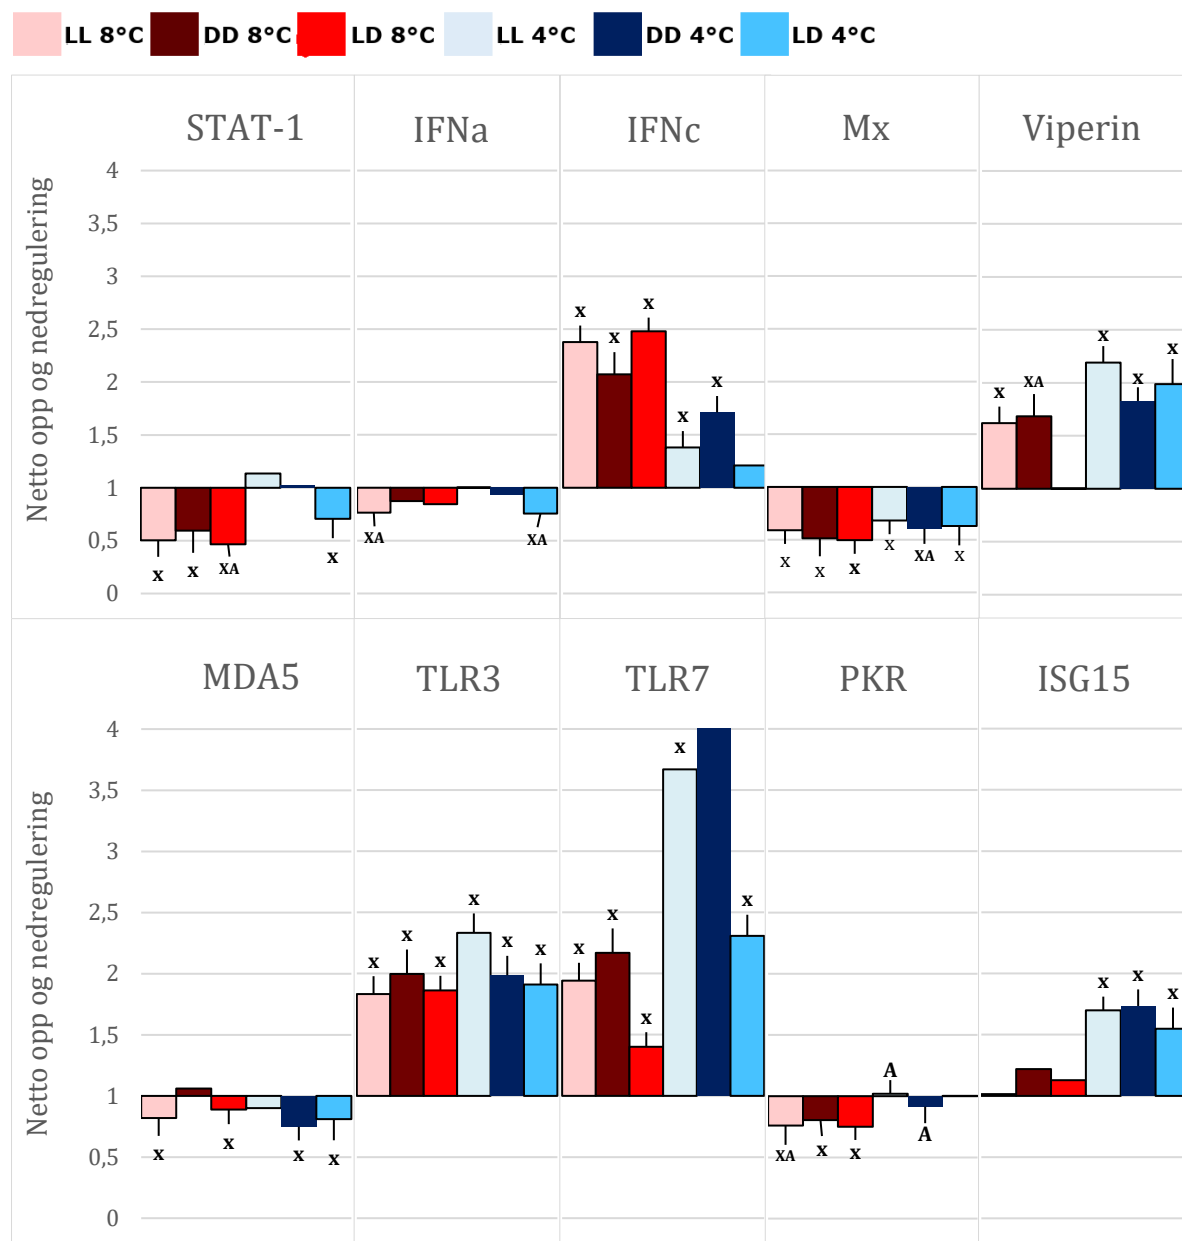 LL 8°C DD 8°C LD 8°C LL 4°C DD 4°C LD 4°C
STAT-1 IFNa IFNc Mx Viperin
Netto opp og nedregulering
4
3,5
3
2,5
2
1,5
1
0,5
0
x x XA x
XA XA
x x x x x
x x x x XA x
x XA x x x
MDA5 TLR3 TLR7 PKR ISG15
Netto opp og nedregulering
4
3,5
3
2,5
2
1,5
1
0,5
0
x x x x
x x x x x x
x x x x x
XA x x A A
x x x